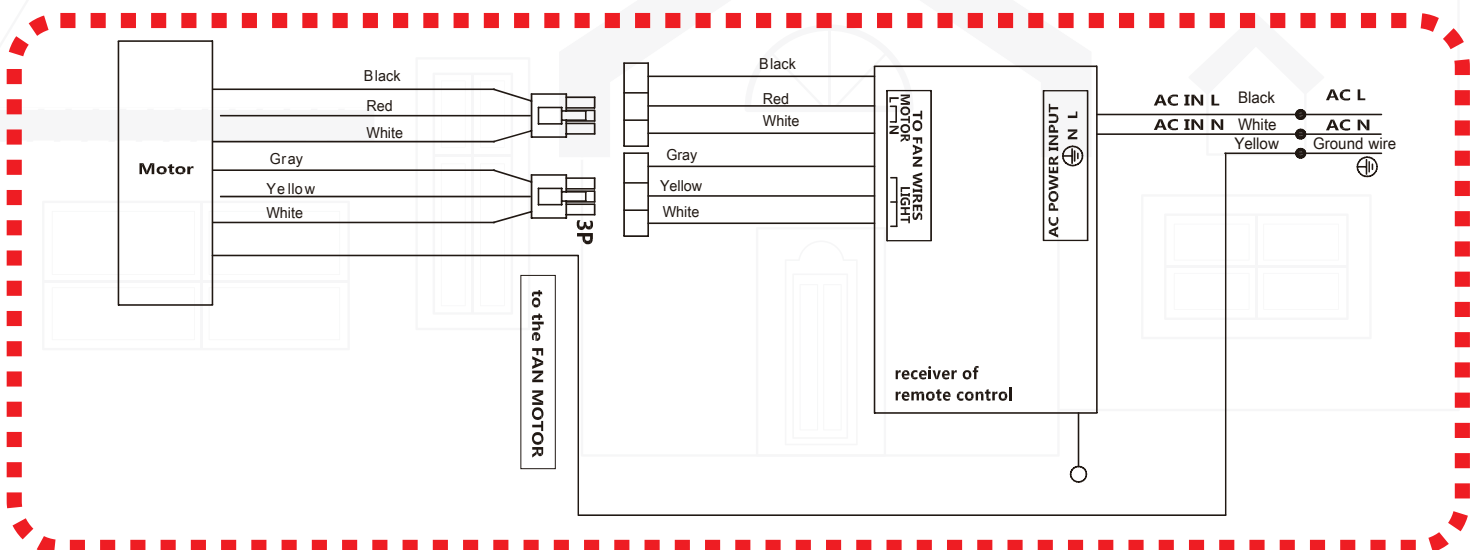 Motor
Black
Red
White
Gray
Yellow
White
3P
to the FAN MOTOR
Black
Red
White
Gray
Yellow
White
TO FAN WIRES
MOTOR
L N
LIGHT
receiver of
remote control
AC POWER INPUT
N L
AC IN L Black AC L
AC IN N White AC N
Yellow Ground wire